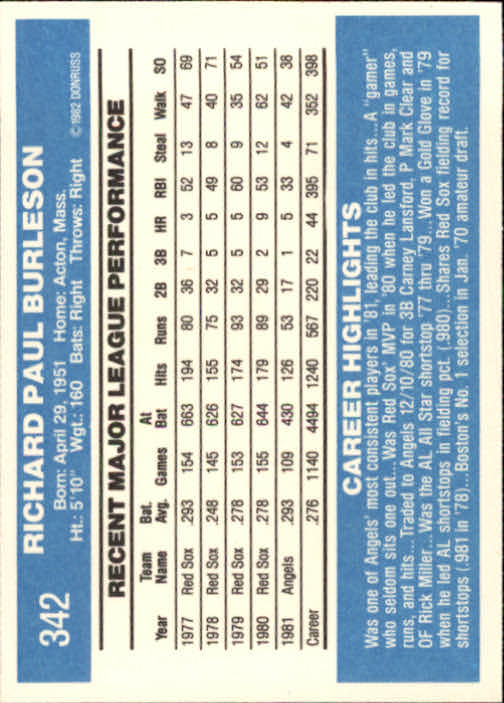 342
RICHARD PAUL BURLESON
Born: April 29, 1951 Home: Acton, Mass.
Ht.: 5'10" Wgt.: 160 Bats: Right Throws: Right © 1982 DONRUSS
RECENT MAJOR LEAGUE PERFORMANCE
Year Team Name Bat. Avg. Games At Bat Hits Runs 2B 3B HR RBI Steal Walk SO
1977 Red Sox .293 154 663 194 80 36 7 3 52 13 47 69
1978 Red Sox .248 145 626 155 75 32 5 5 49 8 40 71
1979 Red Sox .278 153 627 174 93 32 5 5 60 9 35 54
1980 Red Sox .278 155 644 179 89 29 2 9 53 12 62 51
1981 Angels .293 109 430 126 53 17 1 5 33 4 42 38
Career .276 1140 4494 1240 567 220 22 44 395 71 352 398
CAREER HIGHLIGHTS
Was one of Angels' most consistent players in '81, leading the club in hits...A "gamer"
who seldom sits one out...Was Red Sox' MVP in '80 when he led the club in games,
runs, and hits...Traded to Angels 12/10/80 for 3B Carney Lansford, P Mark Clear and
OF Rick Miller...Was the AL All Star shortstop '77 thru '79...Won a Gold Glove in '79
when he led AL shortstops in fielding pct. (.980)...Shares Red Sox fielding record for
shortstops (.981 in '78)...Boston's No. 1 selection in Jan. '70 amateur draft.